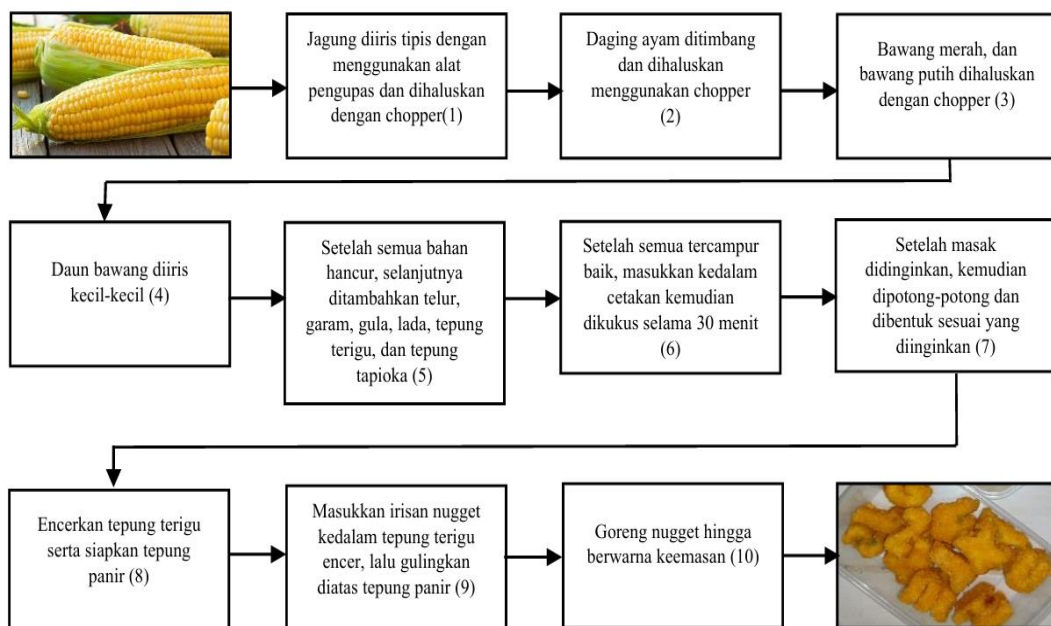 Jagung diiris tipis dengan
menggunakan alat
pengupas dan dihaluskan
dengan chopper(1)
Daging ayam ditimbang
dan dihaluskan
menggunakan chopper
(2)
Bawang merah, dan
bawang putih dihaluskan
dengan chopper (3)
Daun bawang diiris
kecil-kecil (4)
Setelah semua bahan
hancur, selanjutnya
ditambahkan telur,
garam, gula, lada, tepung
terigu, dan tepung
tapioka (5)
Setelah semua tercampur
baik, masukkan kedalam
cetakan kemudian
dikukus selama 30 menit
(6)
Setelah masak
didinginkan, kemudian
dipotong-potong dan
dibentuk sesuai yang
diinginkan (7)
Encerkan tepung terigu
serta siapkan tepung
panir (8)
Masukkan irisan nugget
kedalam tepung terigu
encer, lalu gulingkan
diatas tepung panir (9)
Goreng nugget hingga
berwarna keemasan (10)